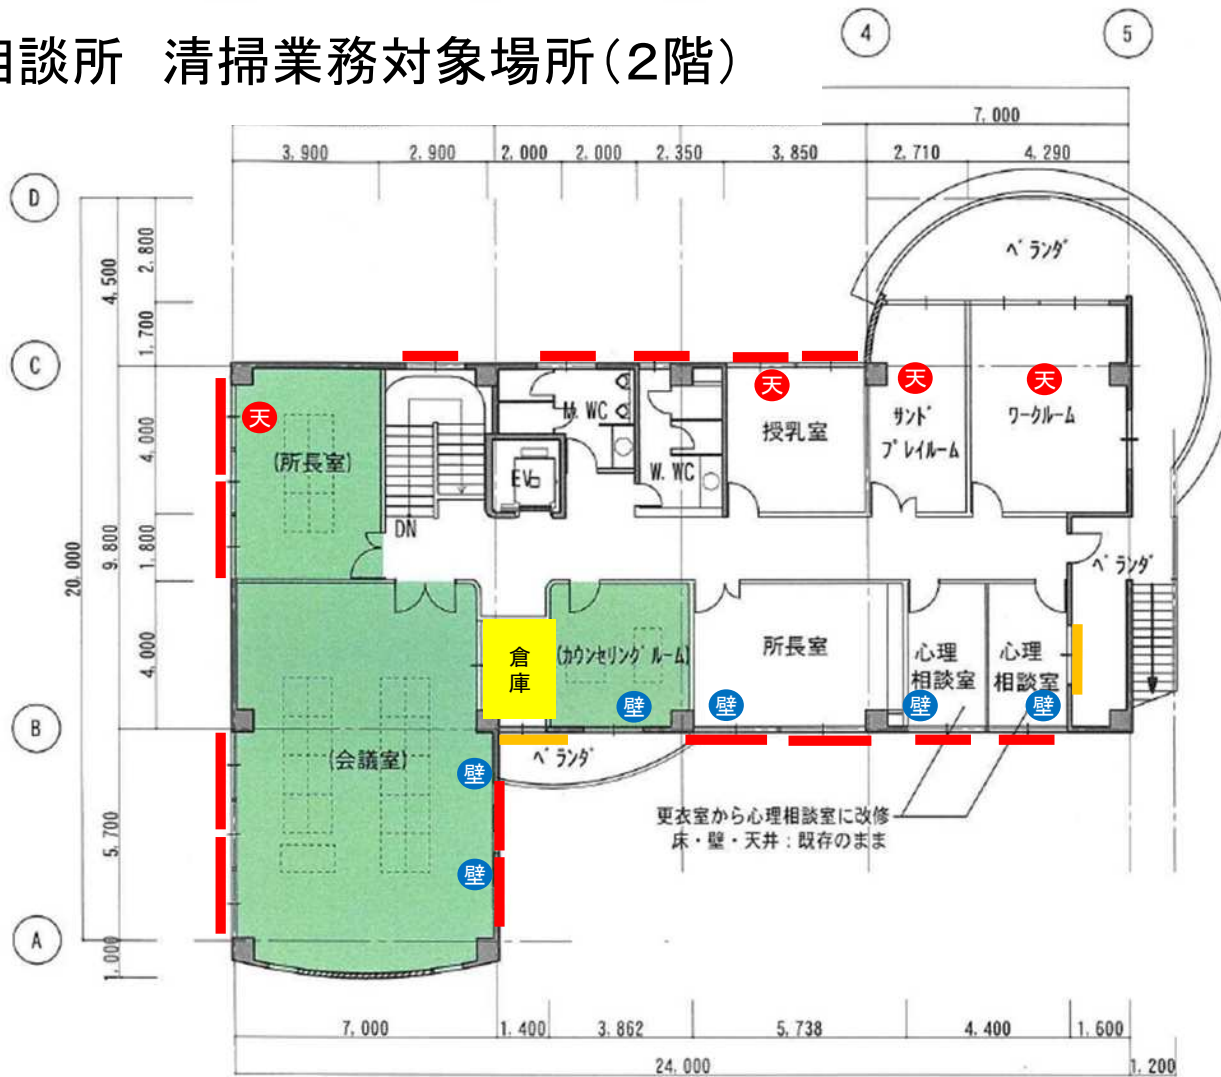 相談所　清掃業務対象場所(２階)
4
5
7,000
3,900
2,900
2,000
2,000
2,350
3,850
2,710
4,290
D
C
B
A
20,000
4,500
9,800
2,800
1,700
4,000
1,800
4,000
5,700
1,000
ﾍﾞﾗﾝﾀﾞ
天
天
天
天
(所長室)
M. WC
W. WC
EV
DN
授乳室
ｻﾝﾄﾞ
ﾌﾟﾚｲﾙｰﾑ
ﾜｰｸﾙｰﾑ
ﾍﾞﾗﾝﾀﾞ
倉
庫
(ｶｳﾝｾﾘﾝｸﾞﾙｰﾑ)
所長室
心理
相談室
心理
相談室
壁
壁
壁
壁
(会議室)
壁
壁
ﾍﾞﾗﾝﾀﾞ
更衣室から心理相談室に改修
床・壁・天井：既存のまま
7,000
1,400
3,862
5,738
4,400
1,600
24,000
1,200